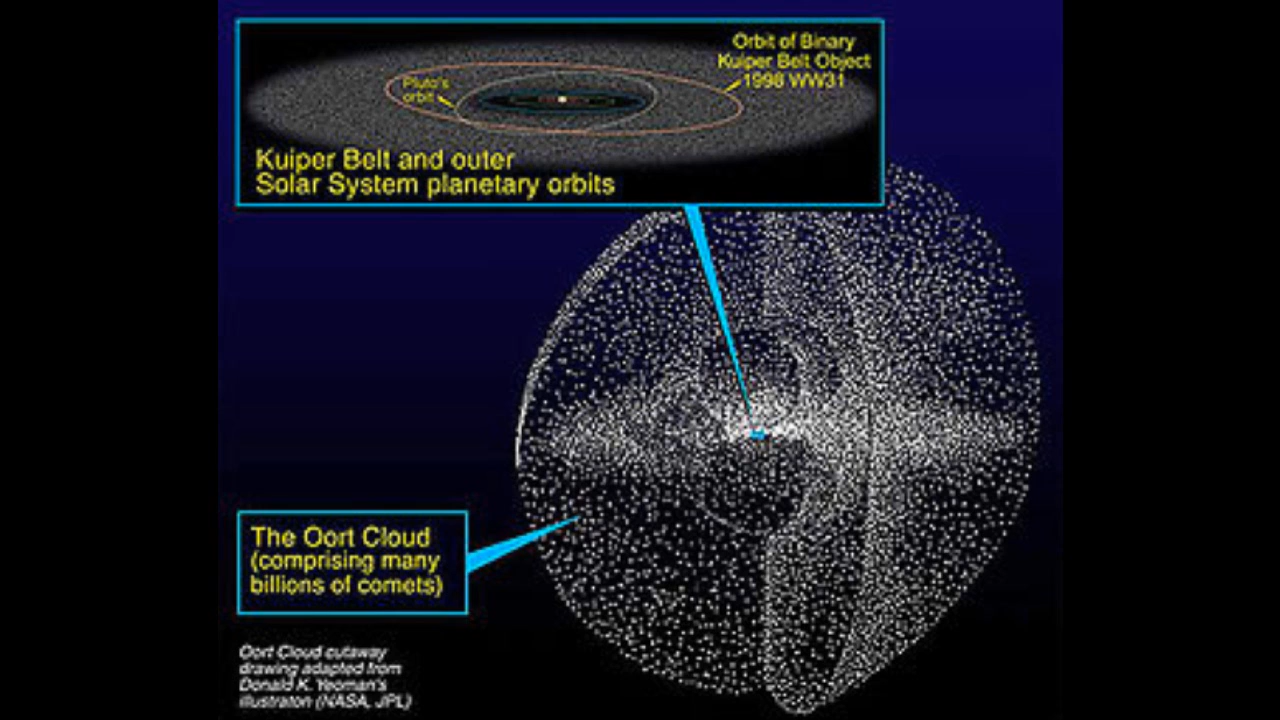 Orbit of Binary
Kuiper Belt Object
1998 WW31
Pluto's
orbit
Kuiper Belt and outer
Solar System planetary orbits
The Oort Cloud
(comprising many
billions of comets)
Oort Cloud cutaway
drawing adapted from
Donald K. Yeoman's
illustraton (NASA, JPL)